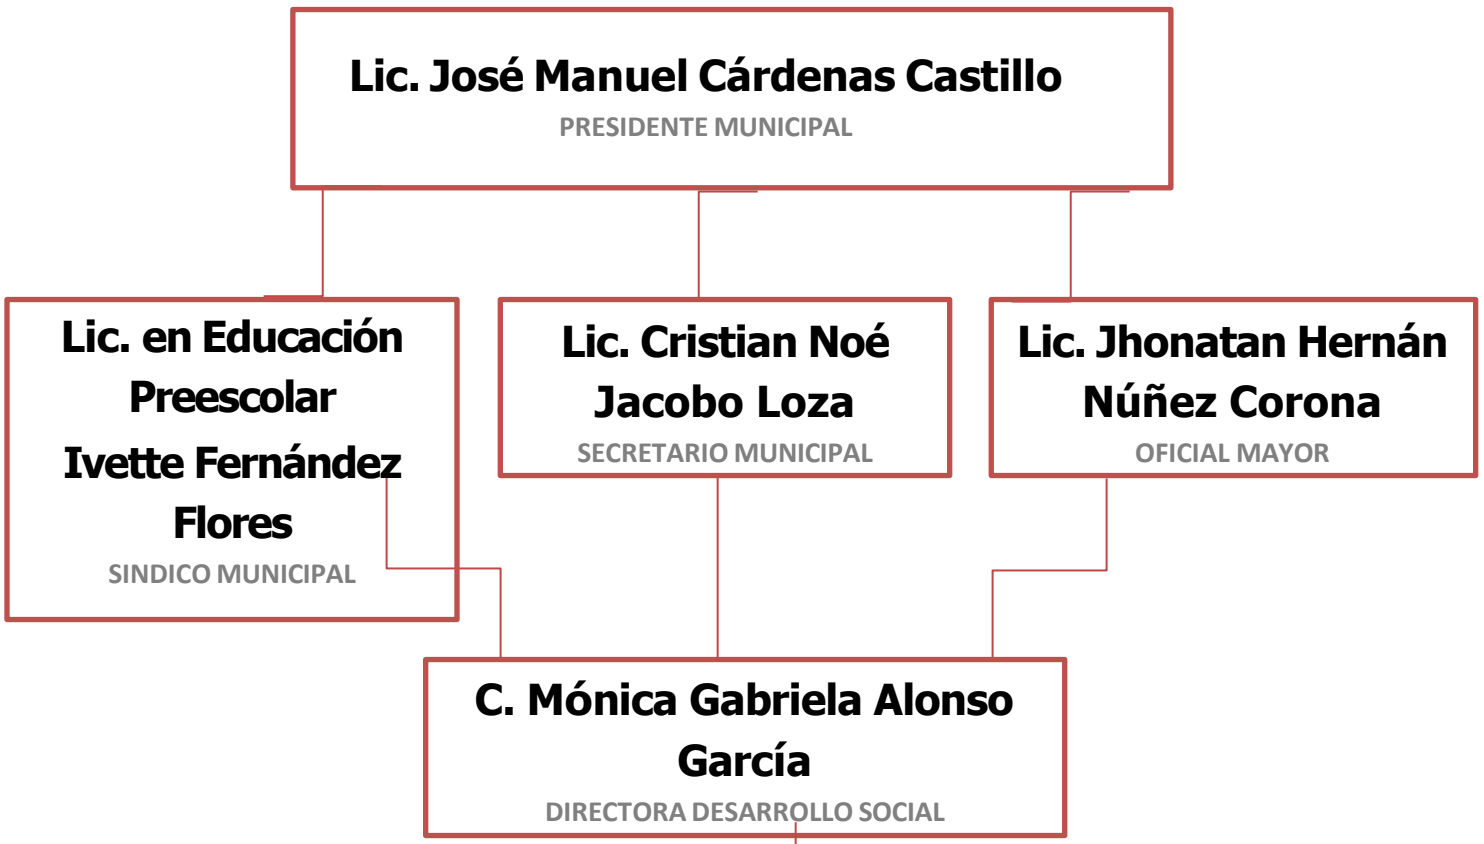 Lic. José Manuel Cárdenas Castillo
PRESIDENTE MUNICIPAL
Lic. en Educación
Preescolar
Ivette Fernández
Flores
SINDICO MUNICIPAL
Lic. Cristian Noé
Jacobo Loza
SECRETARIO MUNICIPAL
Lic. Jhonatan Hernán
Núñez Corona
OFICIAL MAYOR
C. Mónica Gabriela Alonso
García
DIRECTORA DESARROLLO SOCIAL